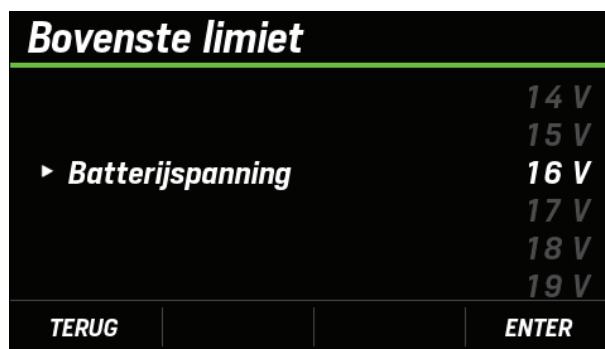 Bovenste limiet
14 V
15 V
Batterijspanning 16 V
17 V
18 V
19 V
TERUG ENTER